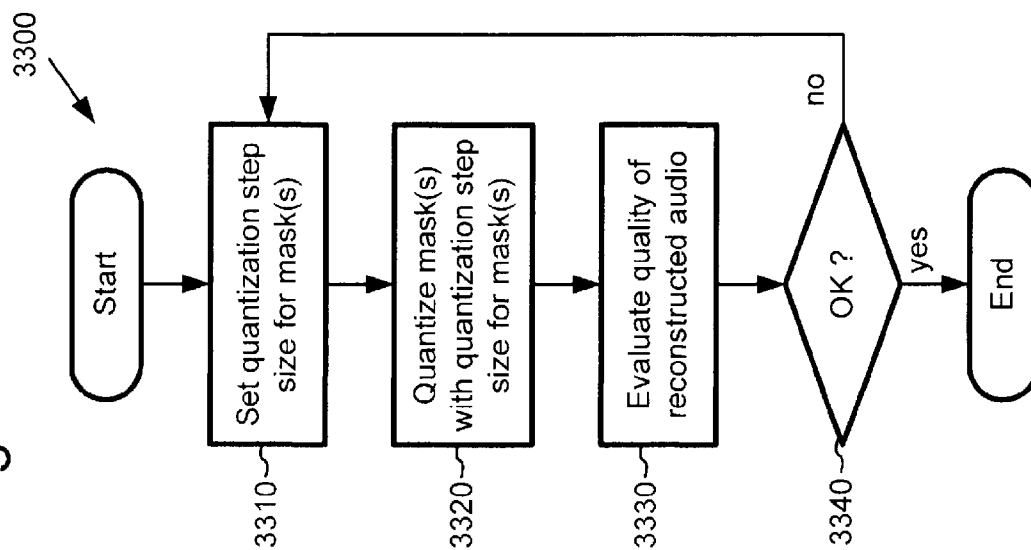 3300
Start
3310
Set quantization step
size for mask(s)
3320
Quantize mask(s)
with quantization step
size for mask(s)
3330
Evaluate quality of
reconstructed audio
3340
OK ?
no
yes
End